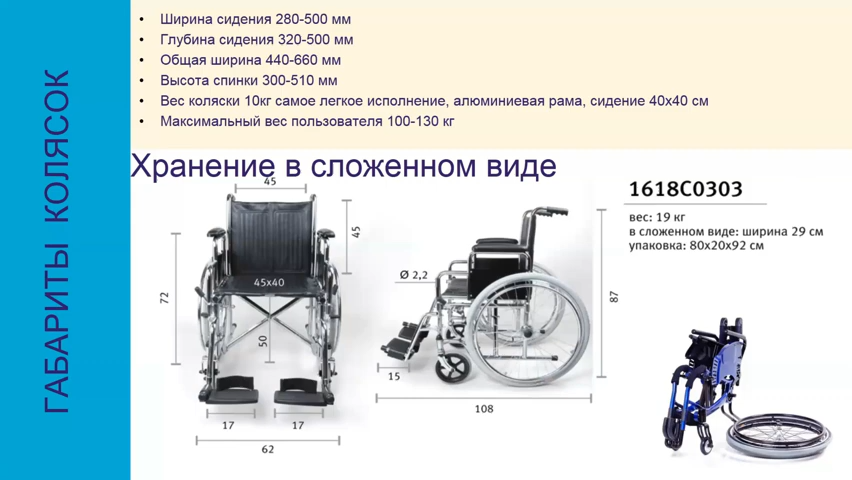 ГАБАРИТЫ КОЛЯСОК
• Ширина сидения 280-500 мм
• Глубина сидения 320-500 мм
• Общая ширина 440-660 мм
• Высота спинки 300-510 мм
• Вес коляски 10кг самое легкое исполнение, алюминиевая рама, сидение 40х40 см
• Максимальный вес пользователя 100-130 кг
Хранение в сложенном виде
1618C0303
вес: 19 кг
в сложенном виде: ширина 29 см
упаковка: 80x20x92 см
45
45
45x40
72
50
17
17
62
Ø 2,2
87
15
108